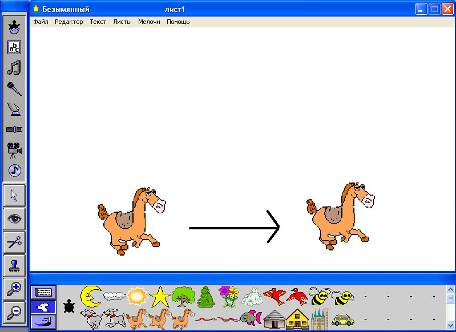 Безымянный лист1
Файл Редактор Текст Листы Мелочи Помощь